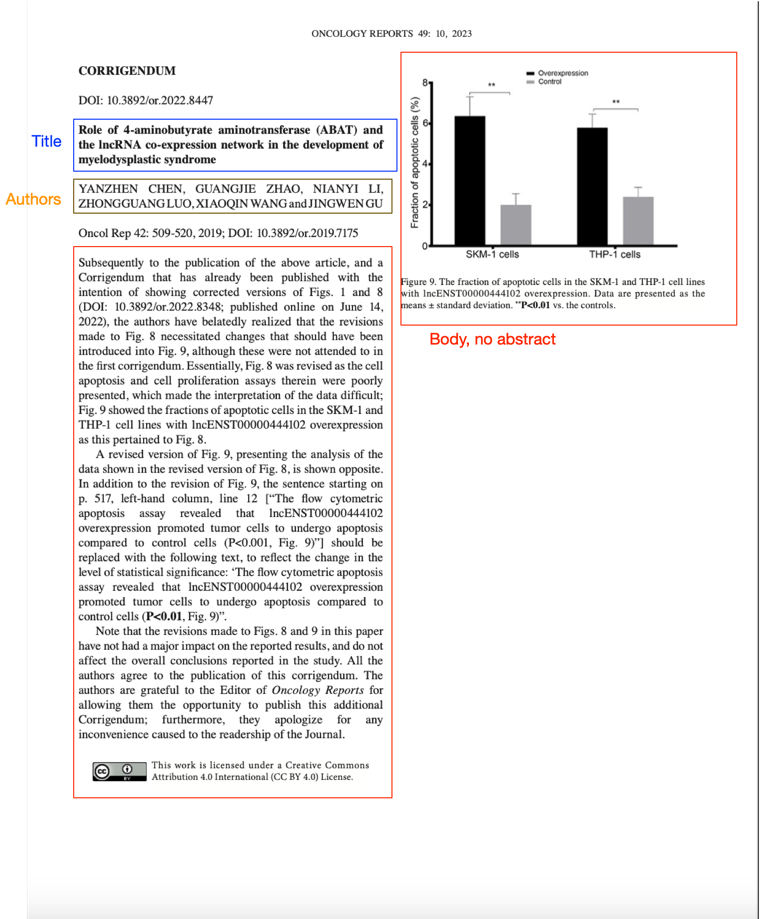 ONCOLOGY REPORTS 49: 10, 2023
CORRIGENDUM
DOI: 10.3892/or.2022.8447
Title
Role of 4-aminobutyrate aminotransferase (ABAT) and
the lncRNA co-expression network in the development of
myelodysplastic syndrome
Authors
YANZHEN CHEN, GUANGJIE ZHAO, NIANYI LI,
ZHONGGUANG LUO, XIAOQIN WANG and JINGWEN GU
Oncol Rep 42: 509-520, 2019; DOI: 10.3892/or.2019.7175
Subsequently to the publication of the above article, and a
Corrigendum that has already been published with the
intention of showing corrected versions of Figs. 1 and 8
(DOI: 10.3892/or.2022.8348; published online on June 14,
2022), the authors have belatedly realized that the revisions
made to Fig. 8 necessitated changes that should have been
introduced into Fig. 9, although these were not attended to in
the first corrigendum. Essentially, Fig. 8 was revised as the cell
apoptosis and cell proliferation assays therein were poorly
presented, which made the interpretation of the data difficult;
Fig. 9 showed the fractions of apoptotic cells in the SKM-1 and
THP-1 cell lines with lncENST00000444102 overexpression
as this pertained to Fig. 8.
A revised version of Fig. 9, presenting the analysis of the
data shown in the revised version of Fig. 8, is shown opposite.
In addition to the revision of Fig. 9, the sentence starting on
p. 517, left-hand column, line 12 [“The flow cytometric
apoptosis assay revealed that lncENST00000444102
overexpression promoted tumor cells to undergo apoptosis
compared to control cells (P<0.001, Fig. 9)”] should be
replaced with the following text, to reflect the change in the
level of statistical significance: ‘The flow cytometric apoptosis
assay revealed that lncENST00000444102 overexpression
promoted tumor cells to undergo apoptosis compared to
control cells (P<0.01, Fig. 9)”.
Note that the revisions made to Figs. 8 and 9 in this paper
have not had a major impact on the reported results, and do not
affect the overall conclusions reported in the study. All the
authors agree to the publication of this corrigendum. The
authors are grateful to the Editor of Oncology Reports for
allowing them the opportunity to publish this additional
Corrigendum; furthermore, they apologize for any
inconvenience caused to the readership of the Journal.
cc BY
This work is licensed under a Creative Commons
Attribution 4.0 International (CC BY 4.0) License.
Overexpression
Control
Fraction of apoptotic cells (%)
8
6
4
2
0
**
**
SKM-1 cells
THP-1 cells
Figure 9. The fraction of apoptotic cells in the SKM-1 and THP-1 cell lines
with lncENST00000444102 overexpression. Data are presented as the
means ± standard deviation. **P<0.01 vs. the controls.
Body, no abstract